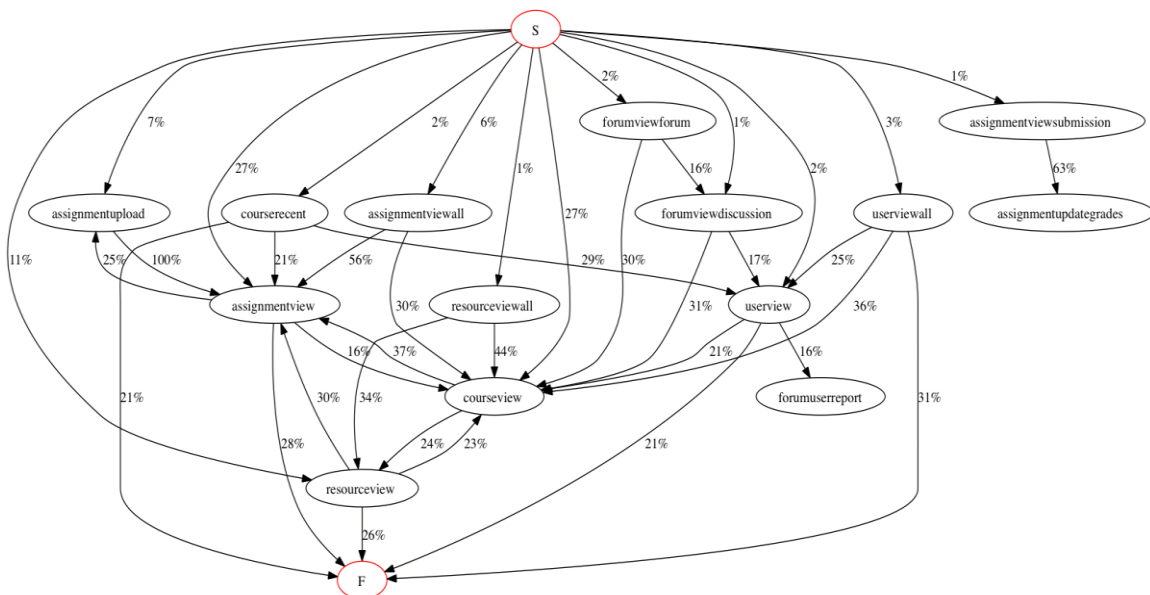 S
2%
1%
forumviewforum
assignmentviewsubmission
7%
2%
6%
1%
3%
27%
1%
16%
2%
63%
assignmentupload
courserecent
assignmentviewall
27%
forumviewdiscussion
userviewall
assignmentupdategrades
11%
25%
100%
21%
56%
29%
30%
17%
25%
assignmentview
resourceviewall
userview
30%
31%
36%
16%
37%
44%
21%
16%
courseview
forumuserreport
21%
30%
34%
31%
28%
24%
23%
21%
resourceview
26%
F